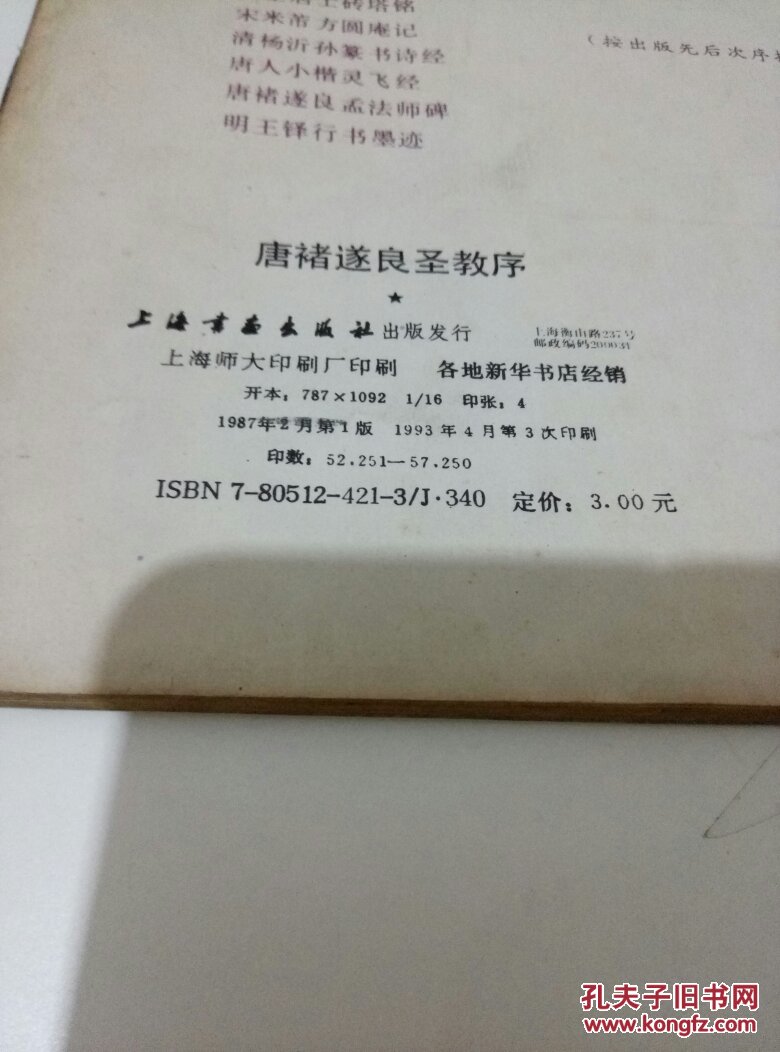 士砖塔铭
宋米芾方圆庵记
清杨沂孙篆书诗经
唐人小楷灵飞经
唐褚遂良孟法师碑
明王铎行书墨迹
(按出版先后次序
唐褚遂良圣教序
★
上海书画出版社出版发行 上海衡山路237号
邮政编码200031
上海师大印刷厂印刷 各地新华书店经销
开本:787×1092 1/16 印张:4
1987年2月第1版 1993年4月第3次印刷
印数:52.251—57.250
ISBN 7-80512-421-3/J·340 定价:3.00元
孔夫子旧书网
www.kongfz.com